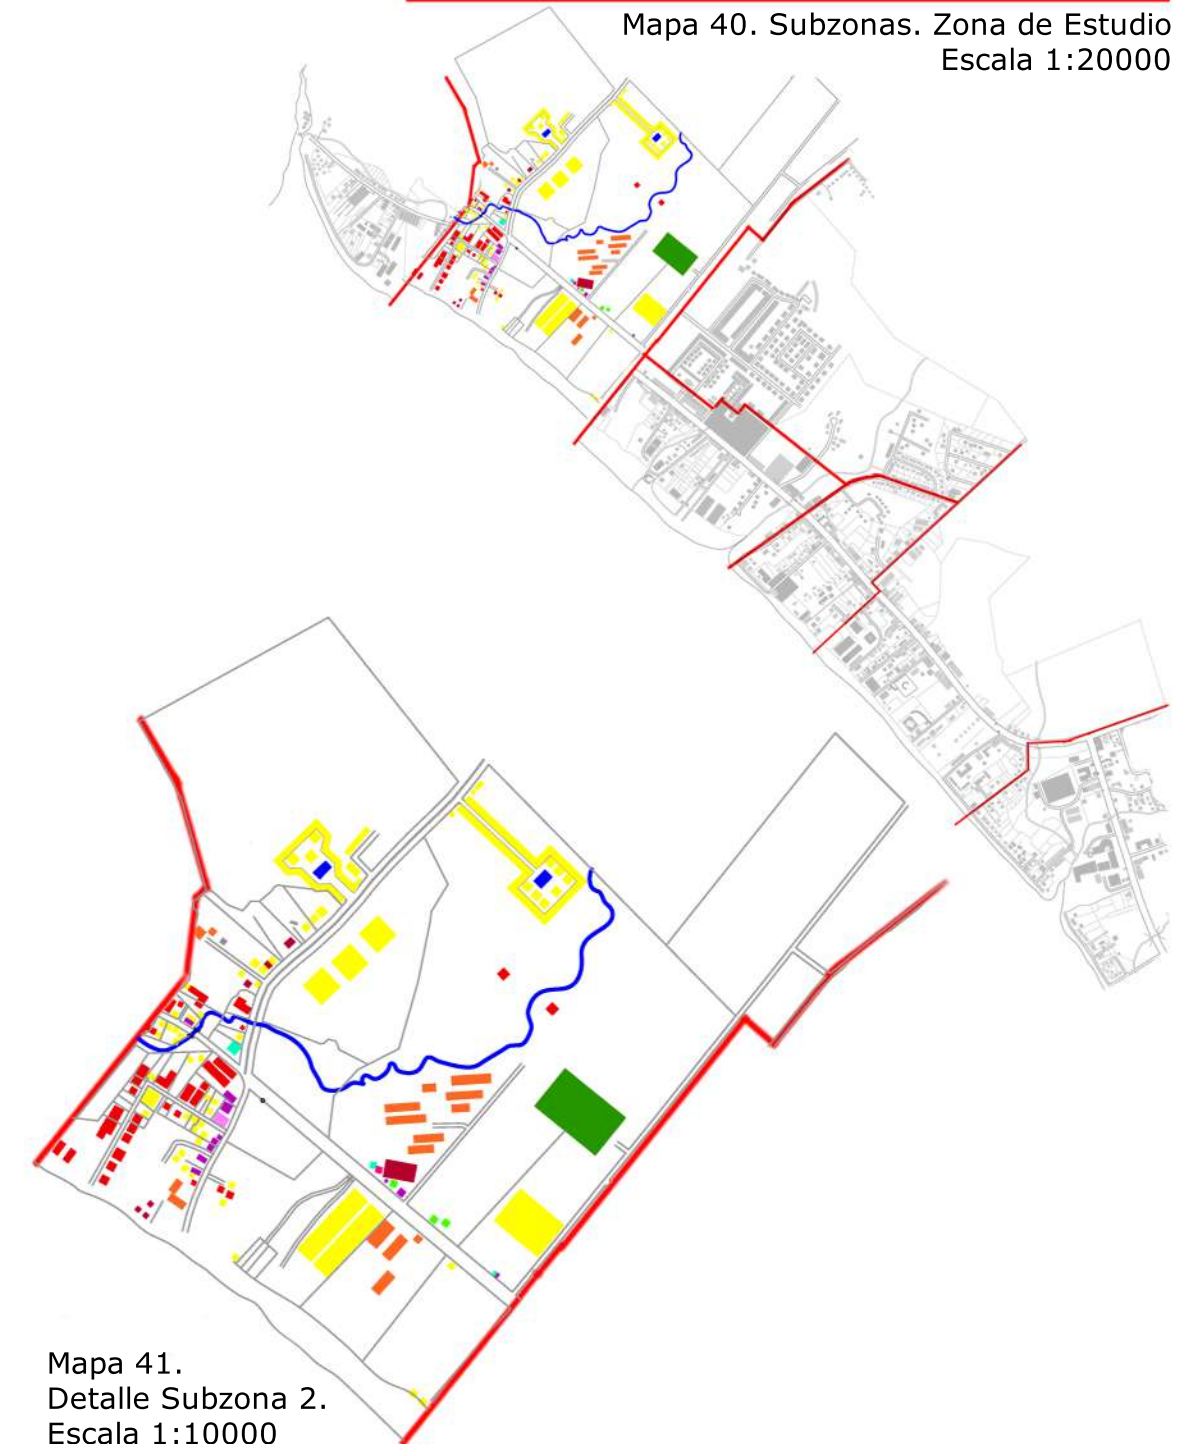 Mapa 40. Subzonas. Zona de Estudio
Escala 1:20000
Mapa 41.
Detalle Subzona 2.
Escala 1:10000